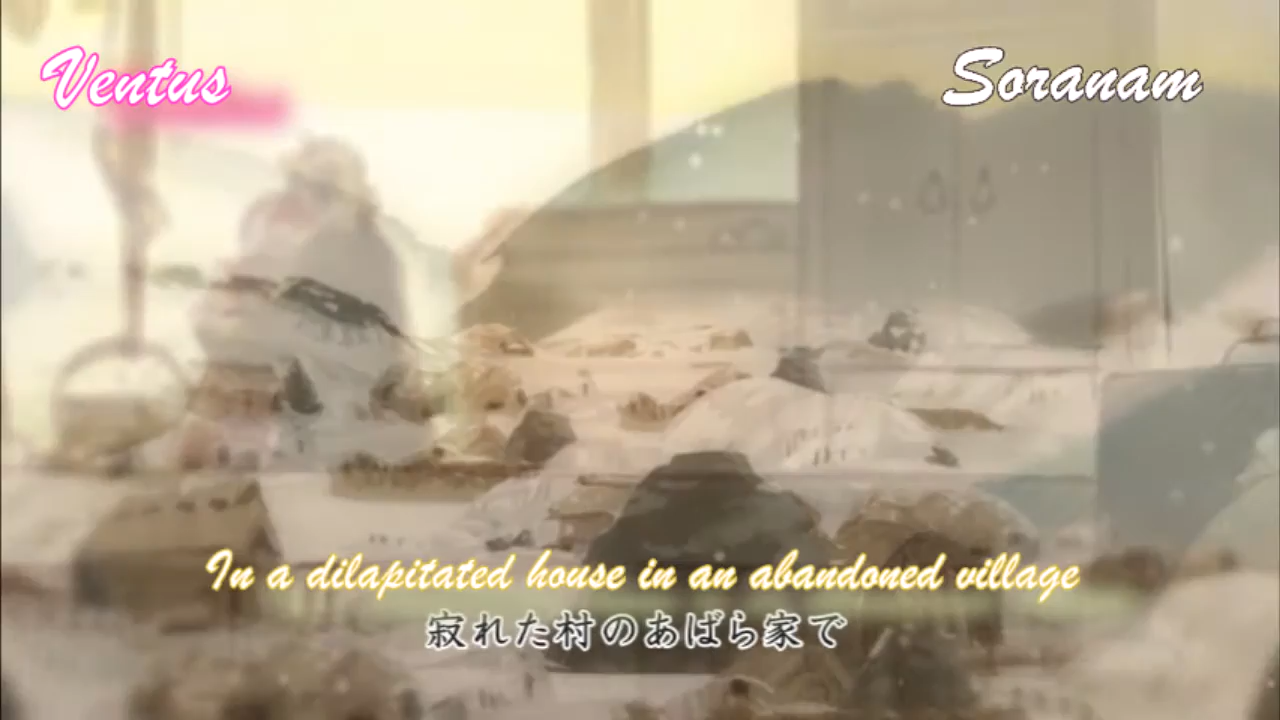 Ventus
Soranam
In a dilapitated house in an abandoned village
寂れた村のあばら家で